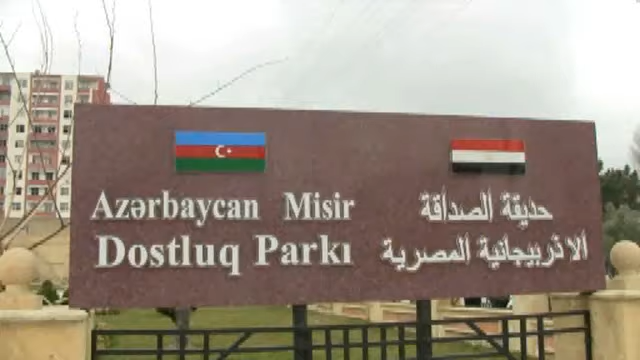 Azərbaycan Misir
Dostluq Parkı
حديقة الصداقة
الاذربيجانية المصرية